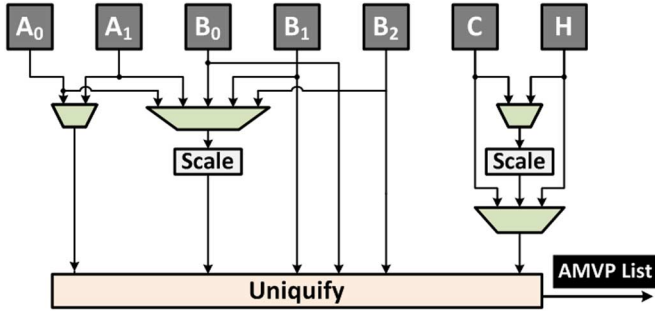 A₀ A₁ B₀ B₁ B₂ C H
Scale Scale
AMVP List
Uniquify